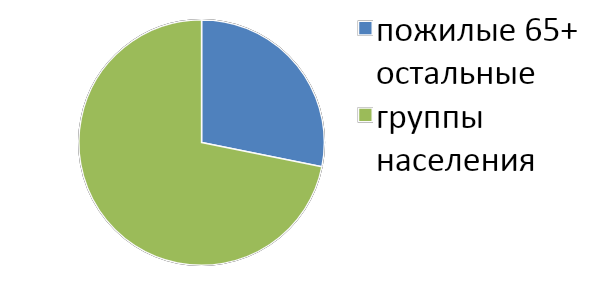 пожилые 65+
остальные
группы
населения